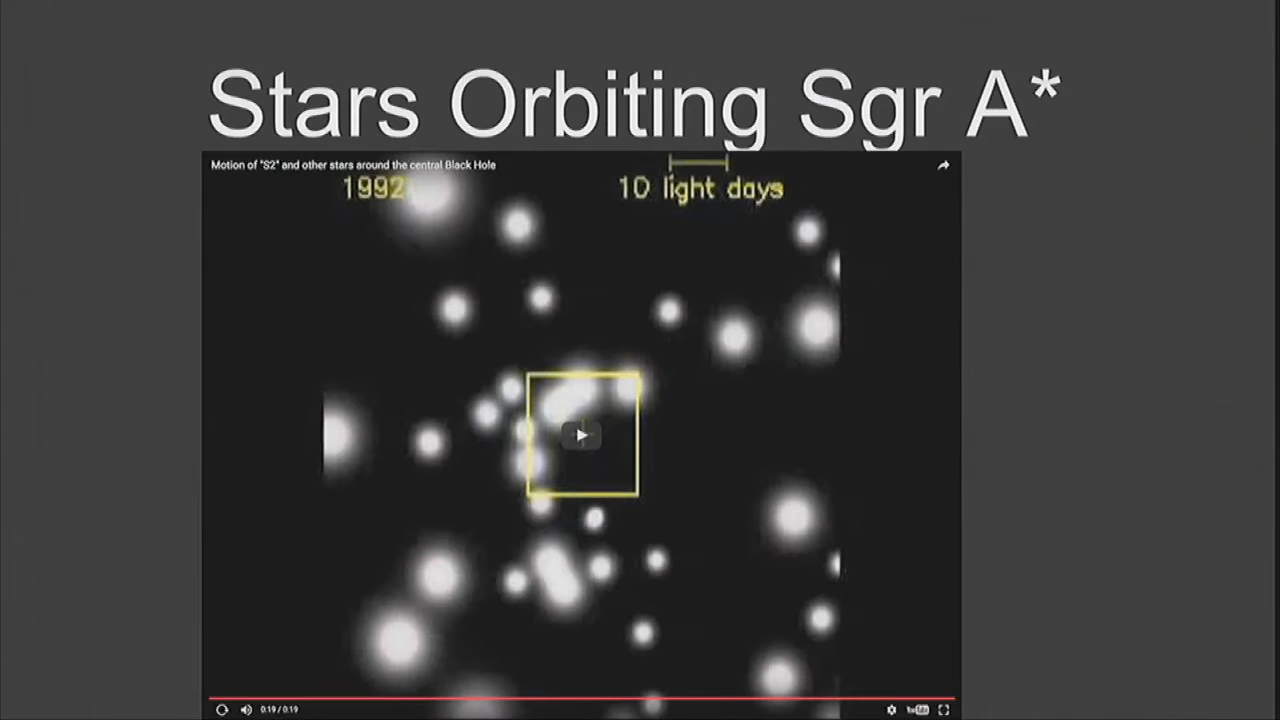 Stars Orbiting Sgr A*
Motion of "S2" and other stars around the central Black Hole
1992
10 light days
0:19 / 0:19
YouTube